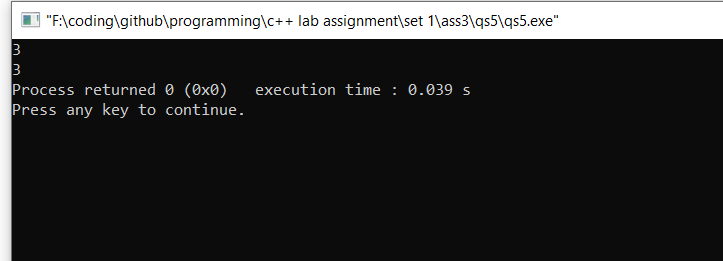 "F:\coding\github\programming\c++ lab assignment\set 1\ass3\qs5\qs5.exe"
3
3
Process returned 0 (0x0)   execution time : 0.039 s
Press any key to continue.